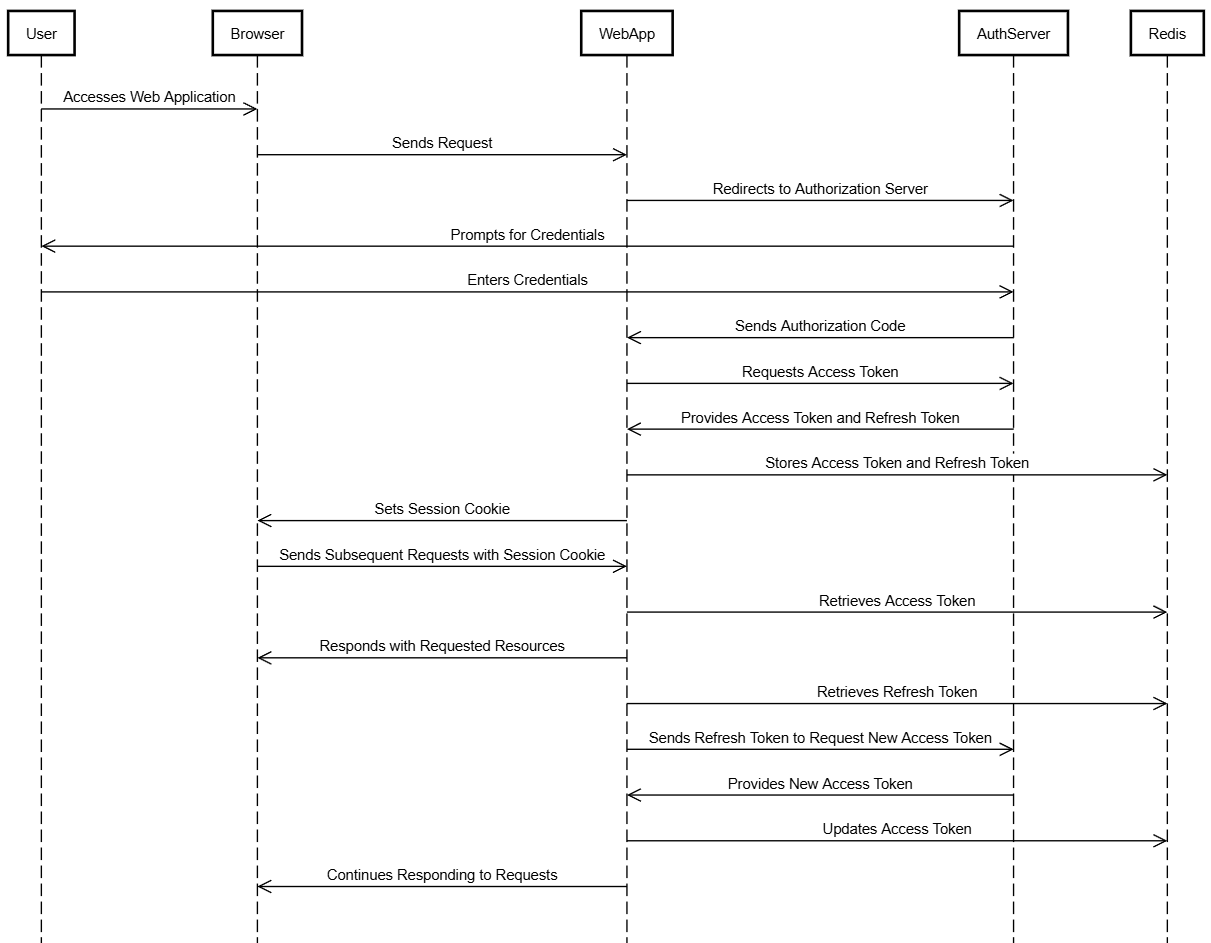 User
Browser
WebApp
AuthServer
Redis
Accesses Web Application
Sends Request
Redirects to Authorization Server
Prompts for Credentials
Enters Credentials
Sends Authorization Code
Requests Access Token
Provides Access Token and Refresh Token
Stores Access Token and Refresh Token
Sets Session Cookie
Sends Subsequent Requests with Session Cookie
Retrieves Access Token
Responds with Requested Resources
Retrieves Refresh Token
Sends Refresh Token to Request New Access Token
Provides New Access Token
Updates Access Token
Continues Responding to Requests